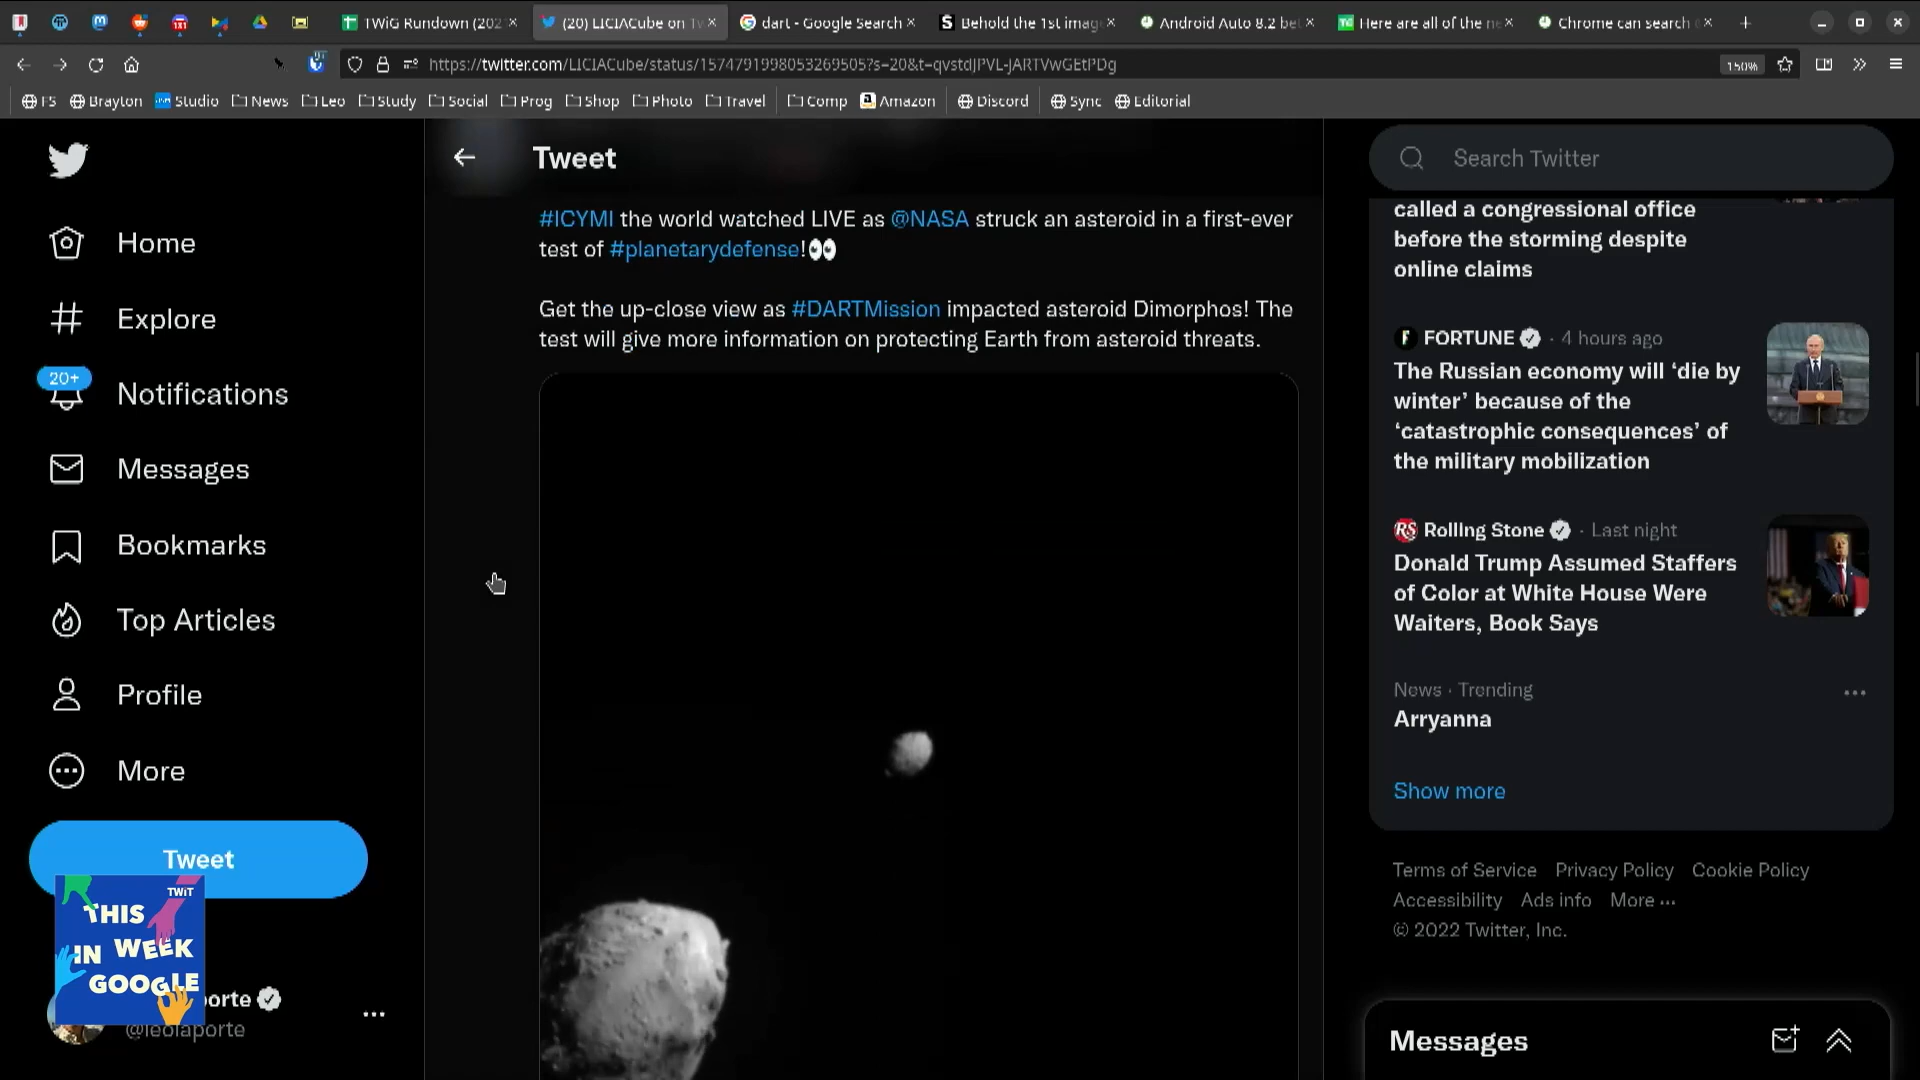 TWiG Rundown (202
(20) LICIACube on Tw
dart - Google Search
Behold the 1st image
Android Auto 8.2 be
Here are all of the ne
Chrome can search
https://twitter.com/LICIACube/status/1574791998053269505?s=20&t=qvstdJPVL-JARTVwGEtPDg
150%
FS
Brayton
Studio
News
Leo
Study
Social
Prog
Shop
Photo
Travel
Comp
Amazon
Discord
Sync
Editorial
Home
Explore
20+
Notifications
Messages
Bookmarks
Top Articles
Profile
More
Tweet
TWiT
THIS
IN WEEK
GOOGLE
porte
@leolaporte
Tweet
#ICYMI the world watched LIVE as @NASA struck an asteroid in a first-ever
test of #planetarydefense!👀
Get the up-close view as #DARTMission impacted asteroid Dimorphos! The
test will give more information on protecting Earth from asteroid threats.
Search Twitter
called a congressional office
before the storming despite
online claims
FORTUNE · 4 hours ago
The Russian economy will ‘die by
winter’ because of the
‘catastrophic consequences’ of
the military mobilization
RS Rolling Stone · Last night
Donald Trump Assumed Staffers
of Color at White House Were
Waiters, Book Says
News · Trending
Arryanna
Show more
Terms of Service Privacy Policy Cookie Policy
Accessibility Ads info More ···
© 2022 Twitter, Inc.
Messages